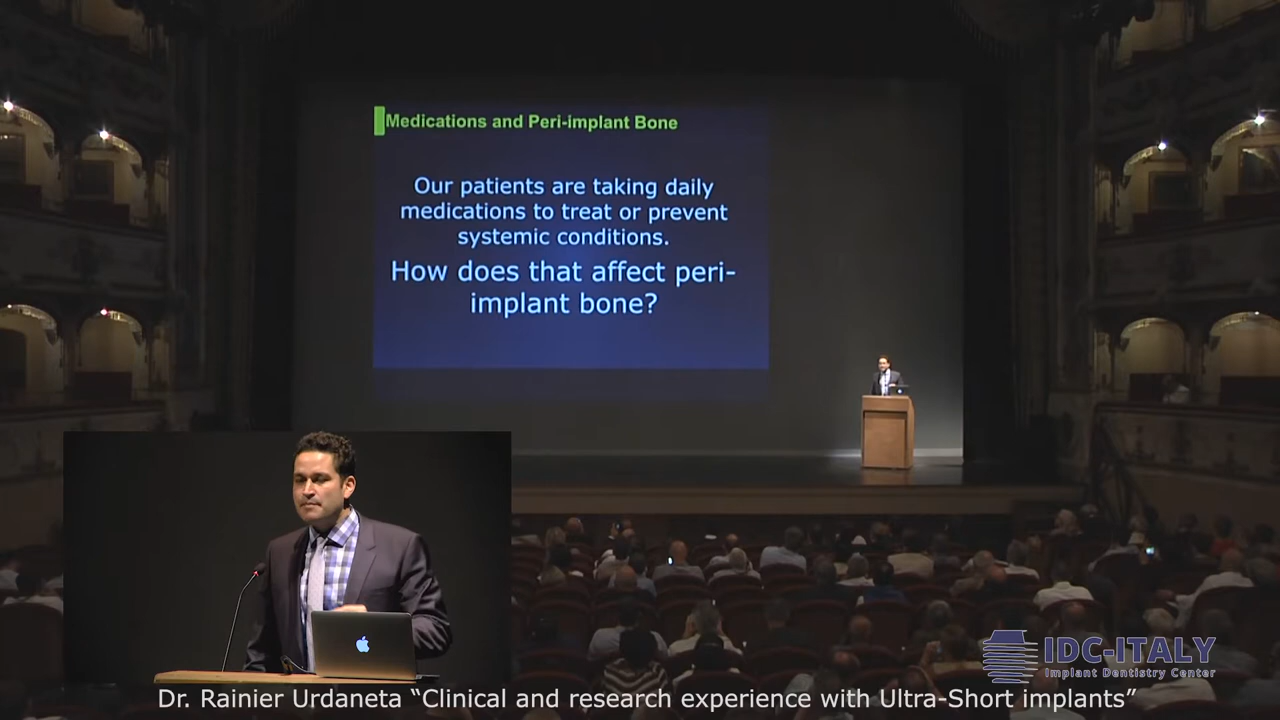 Medications and Peri-implant Bone
Our patients are taking daily
medications to treat or prevent
systemic conditions.
How does that affect peri-
implant bone?
IDC-ITALY
Implant Dentistry Center
Dr. Rainier Urdaneta “Clinical and research experience with Ultra-Short implants”